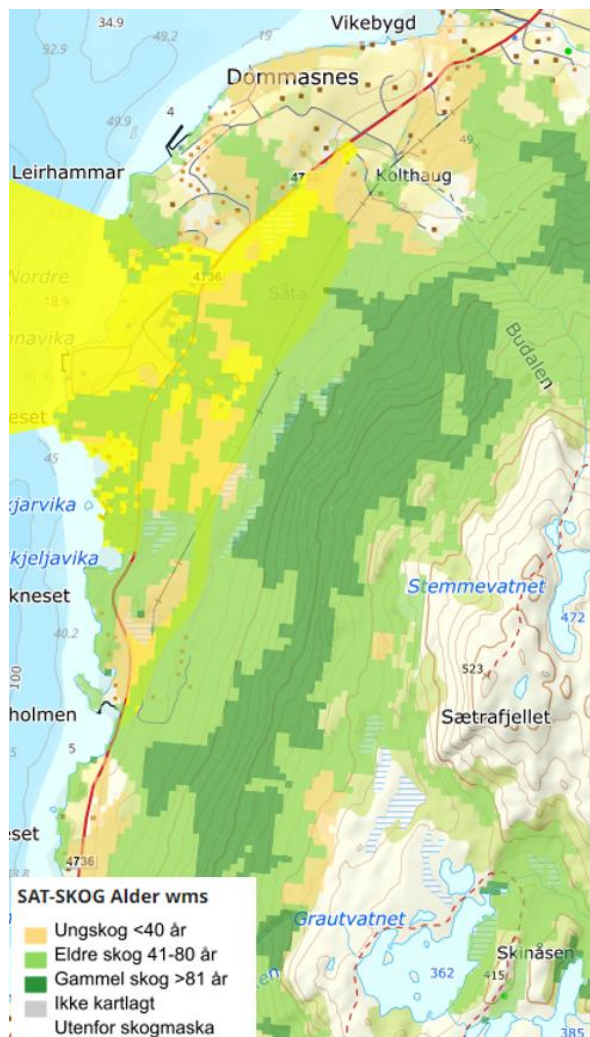 34.9
Vikebygd
92.9
19
Dommasnes
49.9
4
49
Leirhammar
Kolthaug
4736
Nordre
18.9
Såta
nnavika
Budalen
eset
45
kjarvika
kjeljavika
Stemmevatnet
kneset
472
40.2
100
523
holmen
Sætrafjellet
5
eset
4736
SAT-SKOG Alder wms
Ungskog <40 år
Eldre skog 41-80 år
Gammel skog >81 år
Ikke kartlagt
Utenfor skogmaska
Grautvatnet
Skinåsen
362
415
385